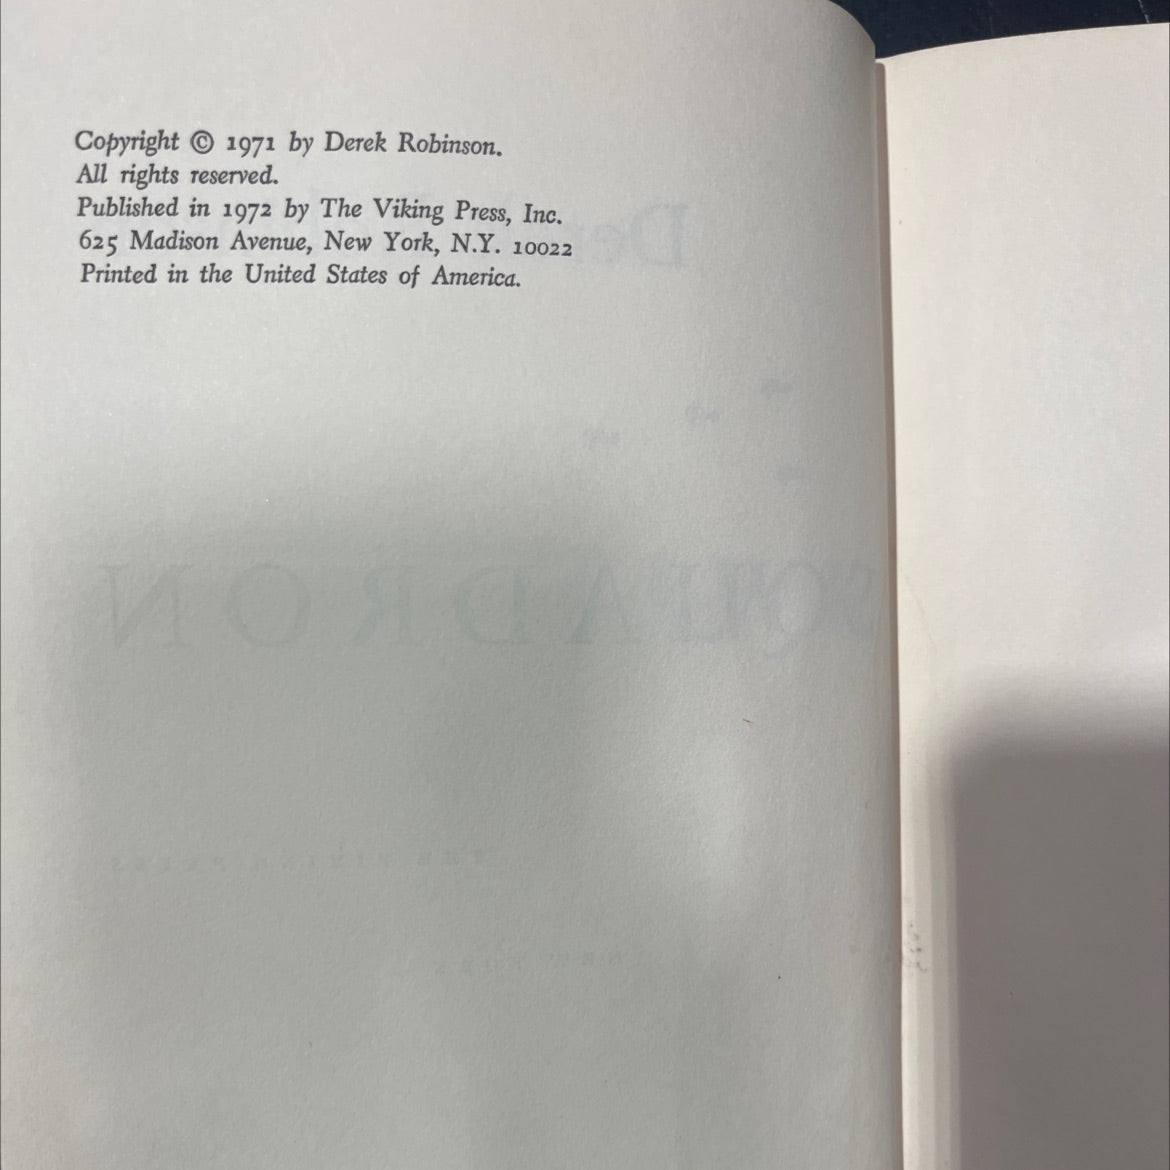 Copyright © 1971 by Derek Robinson.
All rights reserved.
Published in 1972 by The Viking Press, Inc.
625 Madison Avenue, New York, N.Y. 10022
Printed in the United States of America.
SQUADRON